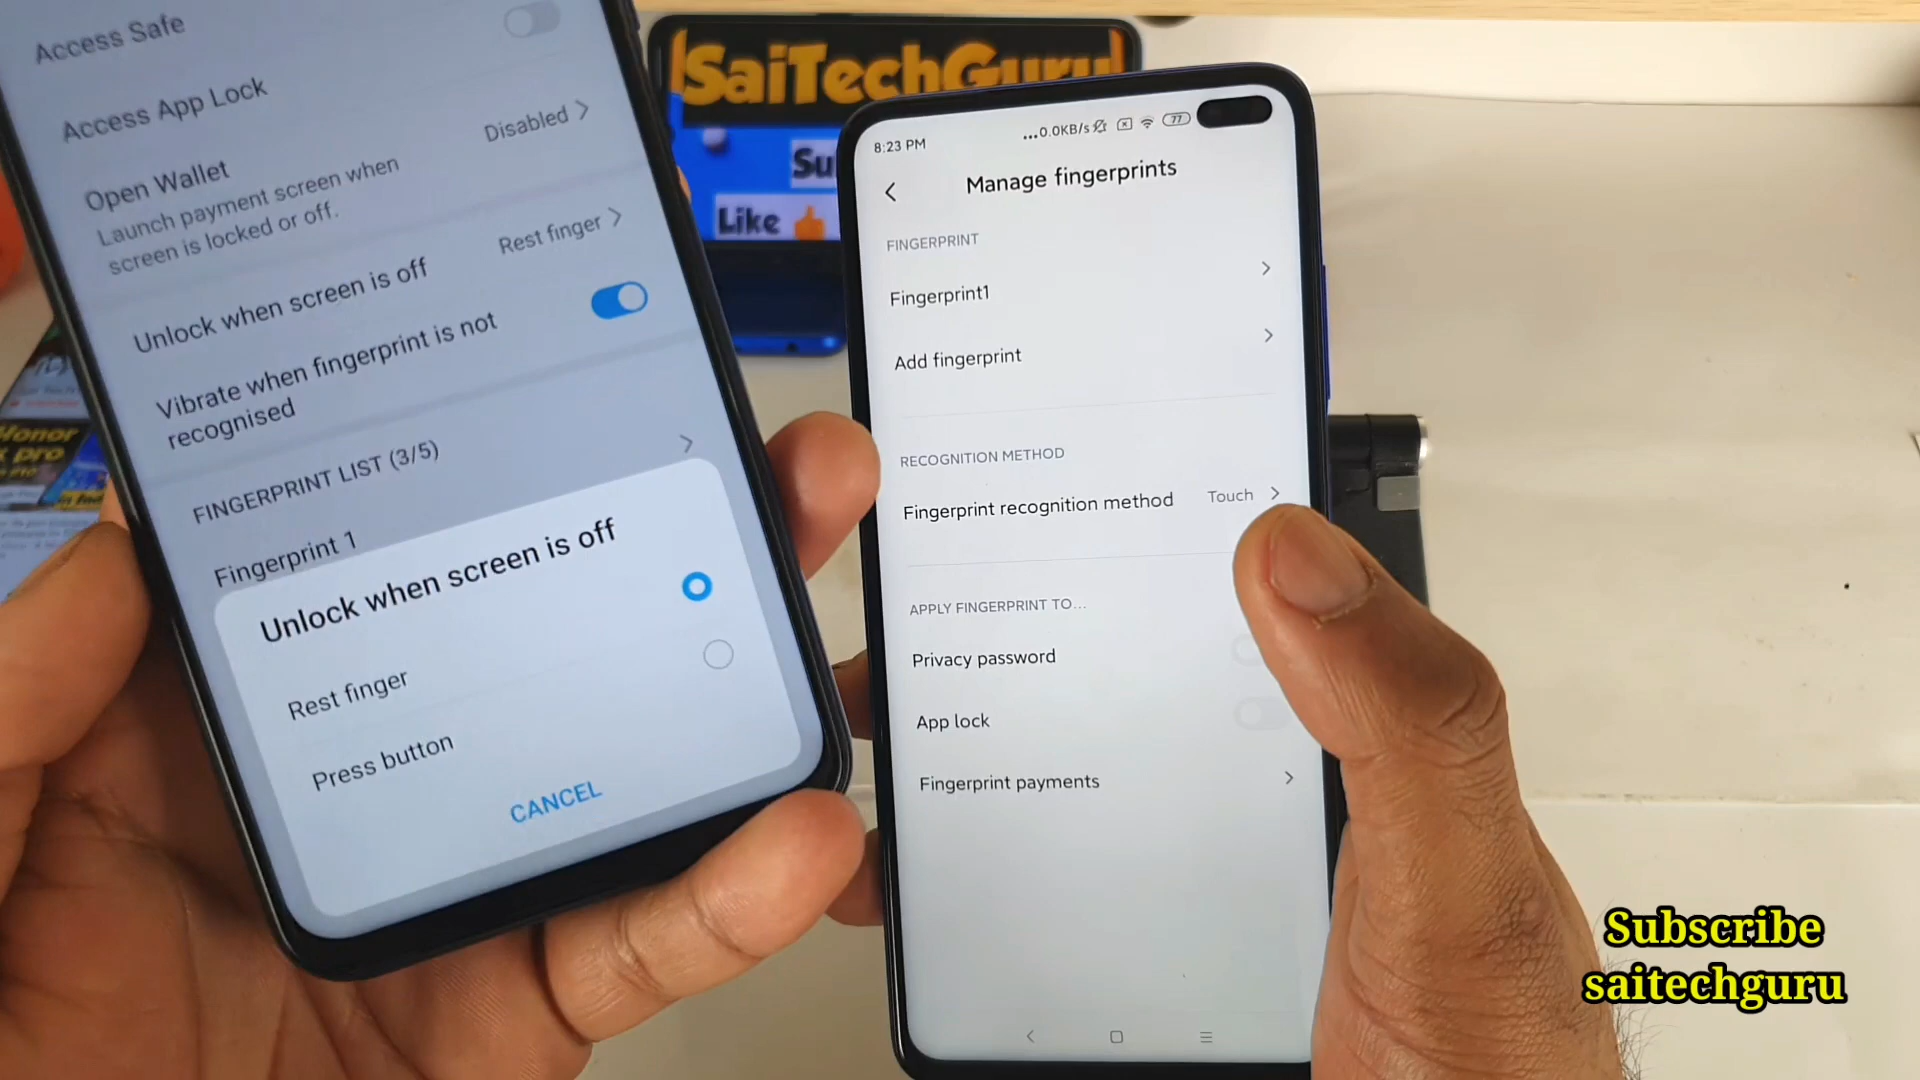 Access Safe
Access App Lock
Open Wallet
Launch payment screen when
screen is locked or off.
Disabled
Unlock when screen is off
Rest finger
Vibrate when fingerprint is not
recognised
FINGERPRINT LIST (3/5)
Fingerprint 1
Unlock when screen is off
Rest finger
Press button
CANCEL
SaiTechGuru
Su
Like
Honor
pro
8:23 PM
...0.0KB/s
77
Manage fingerprints
FINGERPRINT
Fingerprint1
Add fingerprint
RECOGNITION METHOD
Fingerprint recognition method
Touch
APPLY FINGERPRINT TO...
Privacy password
App lock
Fingerprint payments
Subscribe
saitechguru